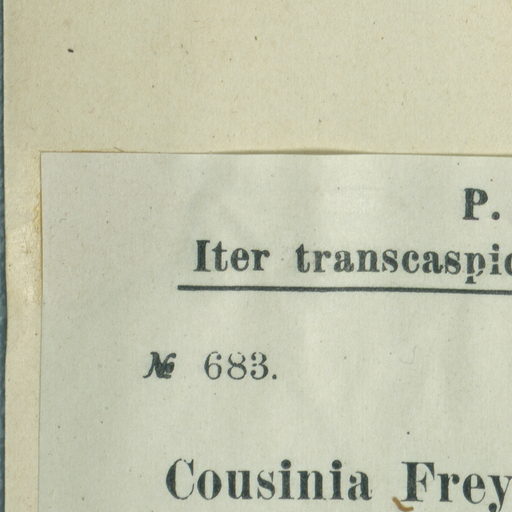 P.
Iter transcaspic
№ 683.
Cousinia Frey